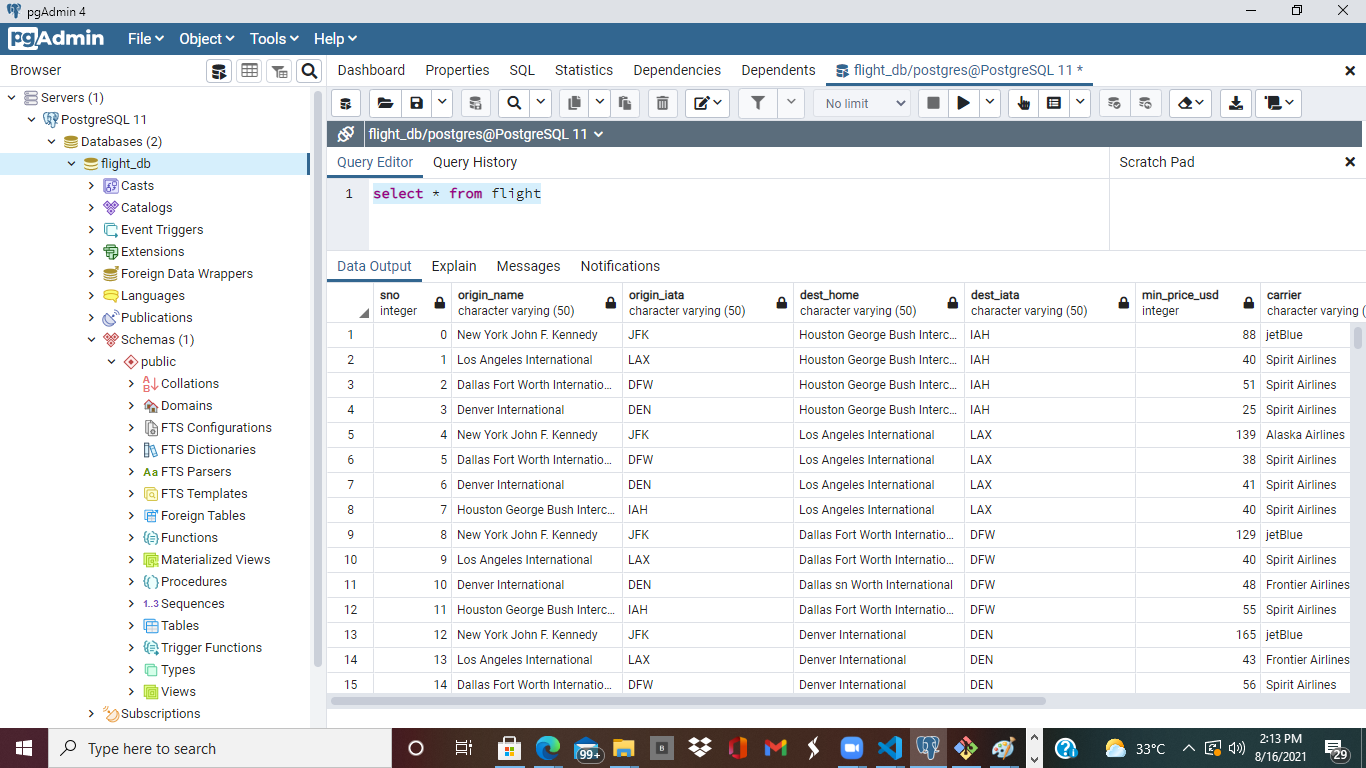 pgAdmin 4
pgAdmin File Object Tools Help
Browser
Dashboard Properties SQL Statistics Dependencies Dependents flight_db/postgres@PostgreSQL 11 *
No limit
flight_db/postgres@PostgreSQL 11
Query Editor Query History Scratch Pad
1 select * from flight
Servers (1)
PostgreSQL 11
Databases (2)
flight_db
Casts
Catalogs
Event Triggers
Extensions
Foreign Data Wrappers
Languages
Publications
Schemas (1)
public
Collations
Domains
FTS Configurations
FTS Dictionaries
Aa FTS Parsers
FTS Templates
Foreign Tables
Functions
Materialized Views
Procedures
1..3 Sequences
Tables
Trigger Functions
Types
Views
Subscriptions
Data Output Explain Messages Notifications
sno origin_name origin_iata dest_home dest_iata min_price_usd carrier
integer character varying (50) character varying (50) character varying (50) character varying (50) integer character varying (
1 0 New York John F. Kennedy JFK Houston George Bush Interc... IAH 88 jetBlue
2 1 Los Angeles International LAX Houston George Bush Interc... IAH 40 Spirit Airlines
3 2 Dallas Fort Worth Internatio... DFW Houston George Bush Interc... IAH 51 Spirit Airlines
4 3 Denver International DEN Houston George Bush Interc... IAH 25 Spirit Airlines
5 4 New York John F. Kennedy JFK Los Angeles International LAX 139 Alaska Airlines
6 5 Dallas Fort Worth Internatio... DFW Los Angeles International LAX 38 Spirit Airlines
7 6 Denver International DEN Los Angeles International LAX 41 Spirit Airlines
8 7 Houston George Bush Interc... IAH Los Angeles International LAX 40 Spirit Airlines
9 8 New York John F. Kennedy JFK Dallas Fort Worth Internatio... DFW 129 jetBlue
10 9 Los Angeles International LAX Dallas Fort Worth Internatio... DFW 40 Spirit Airlines
11 10 Denver International DEN Dallas sn Worth International DFW 48 Frontier Airlines
12 11 Houston George Bush Interc... IAH Dallas Fort Worth Internatio... DFW 55 Spirit Airlines
13 12 New York John F. Kennedy JFK Denver International DEN 165 jetBlue
14 13 Los Angeles International LAX Denver International DEN 43 Frontier Airlines
15 14 Dallas Fort Worth Internatio... DFW Denver International DEN 56 Spirit Airlines
Type here to search
99+
33°C
2:13 PM
8/16/2021
29